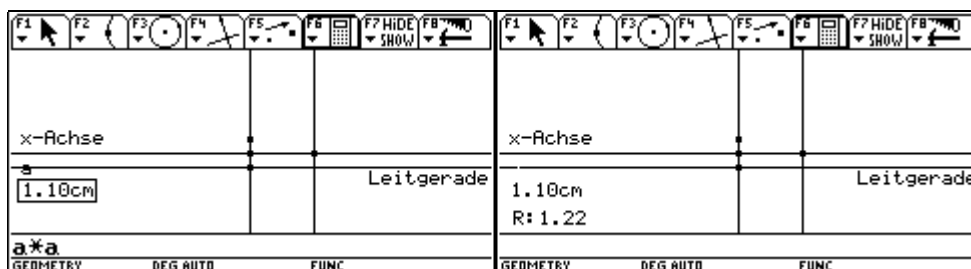 F1 F2 F3 F4 F5 F6 F7 HiDE SHOW F8
x-Achse
a
1.10cm
Leitgerade
a*a
GEOMETRY DEG AUTO FUNC
F1 F2 F3 F4 F5 F6 F7 HiDE SHOW F8
x-Achse
1.10cm
Leitgerade
R: 1.22
GEOMETRY DEG AUTO FUNC